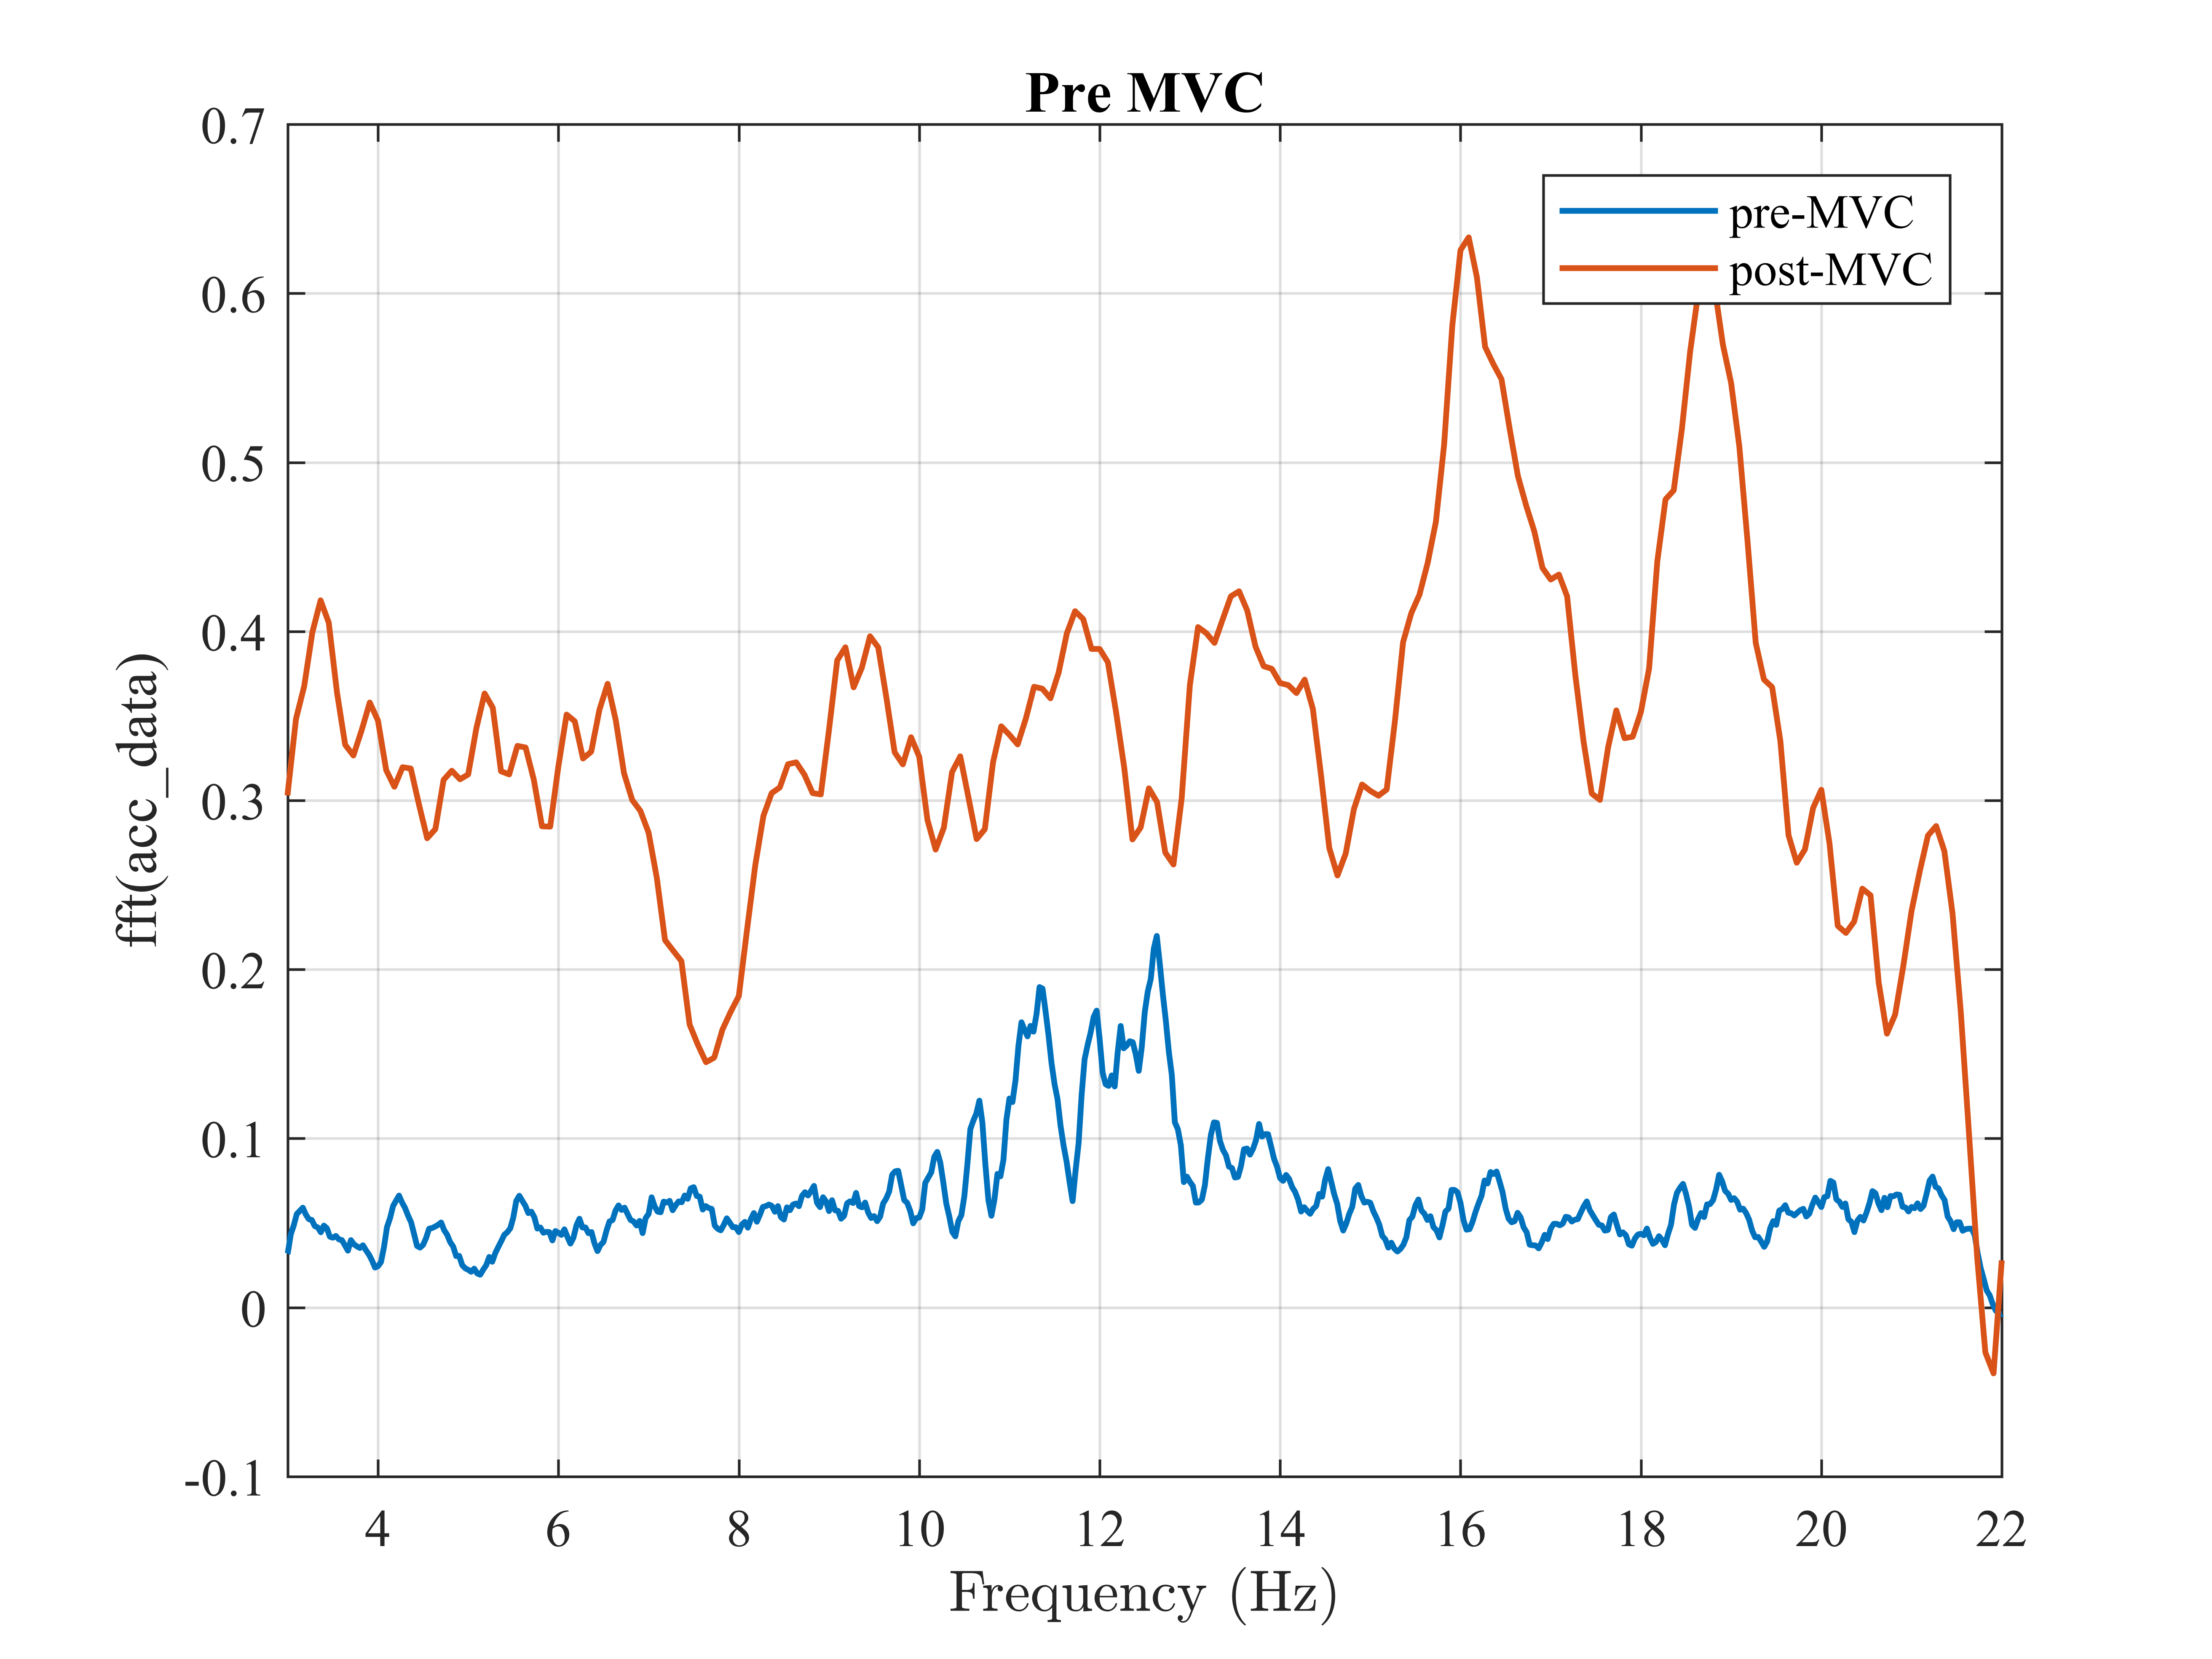 Pre MVC
0.7
0.6
0.5
0.4
0.3
0.2
0.1
0
-0.1
fft(acc_data)
pre-MVC
post-MVC
4 6 8 10 12 14 16 18 20 22
Frequency (Hz)